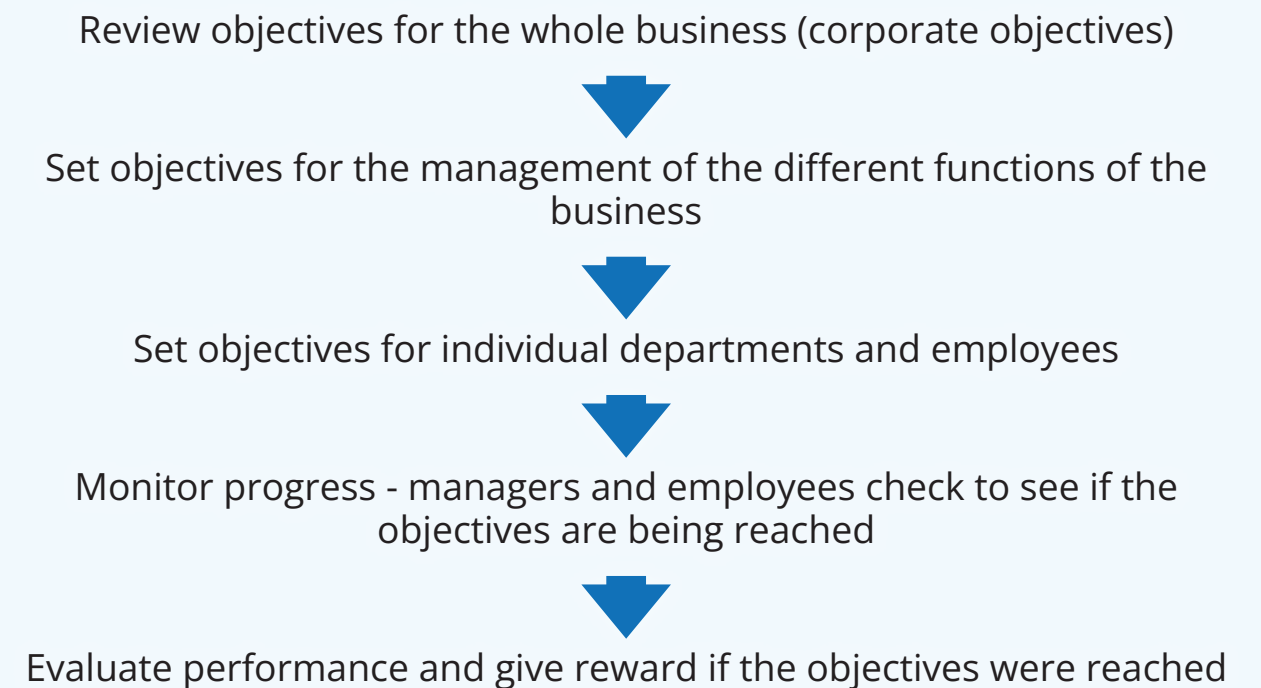 Review objectives for the whole business (corporate objectives)
Set objectives for the management of the different functions of the
business
Set objectives for individual departments and employees
Monitor progress - managers and employees check to see if the
objectives are being reached
Evaluate performance and give reward if the objectives were reached